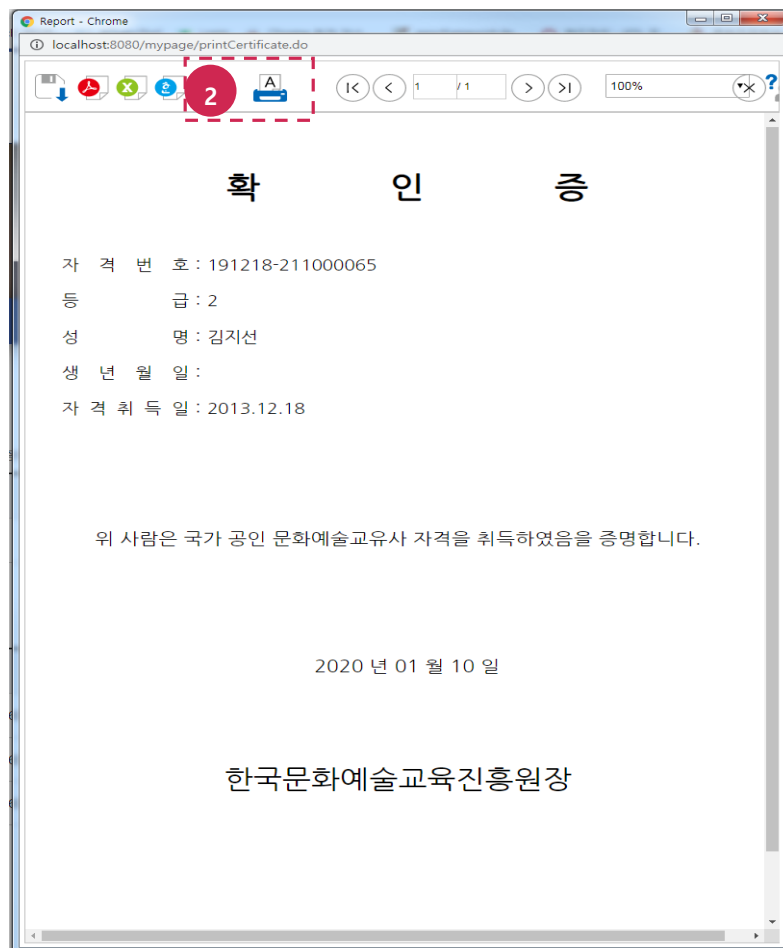 Report - Chrome
localhost:8080/mypage/printCertificate.do
2 A 1 / 1 100% ?
확 인 증
자 격 번 호 : 191218-211000065
등 급 : 2
성 명 : 김지선
생 년 월 일 :
자 격 취 득 일 : 2013.12.18
위 사람은 국가 공인 문화예술교유사 자격을 취득하였음을 증명합니다.
2020 년 01 월 10 일
한국문화예술교육진흥원장